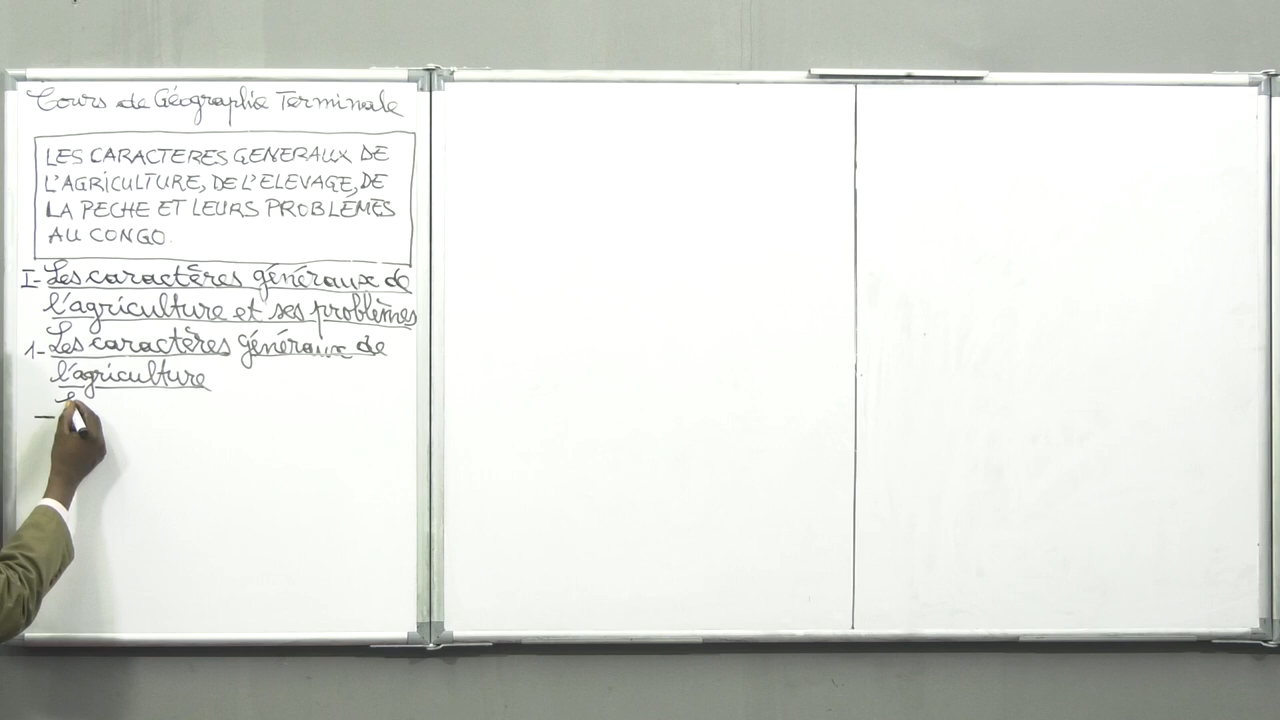 Cours de Géographie Terminale
LES CARACTERES GENERAUX DE
L'AGRICULTURE, DE L'ELEVAGE, DE
LA PECHE ET LEURS PROBLÉMES
AU CONGO.
I- Les caractères généraux de
l'agriculture et ses problèmes
1- Les caractères généraux de
l'agriculture
-